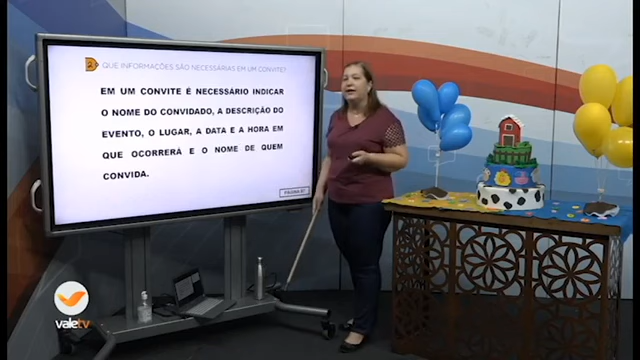 2 QUE INFORMAÇÕES SÃO NECESSÁRIAS EM UM CONVITE?
EM UM CONVITE É NECESSÁRIO INDICAR
O NOME DO CONVIDADO, A DESCRIÇÃO DO
EVENTO, O LUGAR, A DATA E A HORA EM
QUE OCORRERÁ E O NOME DE QUEM
CONVIDA.
valetv